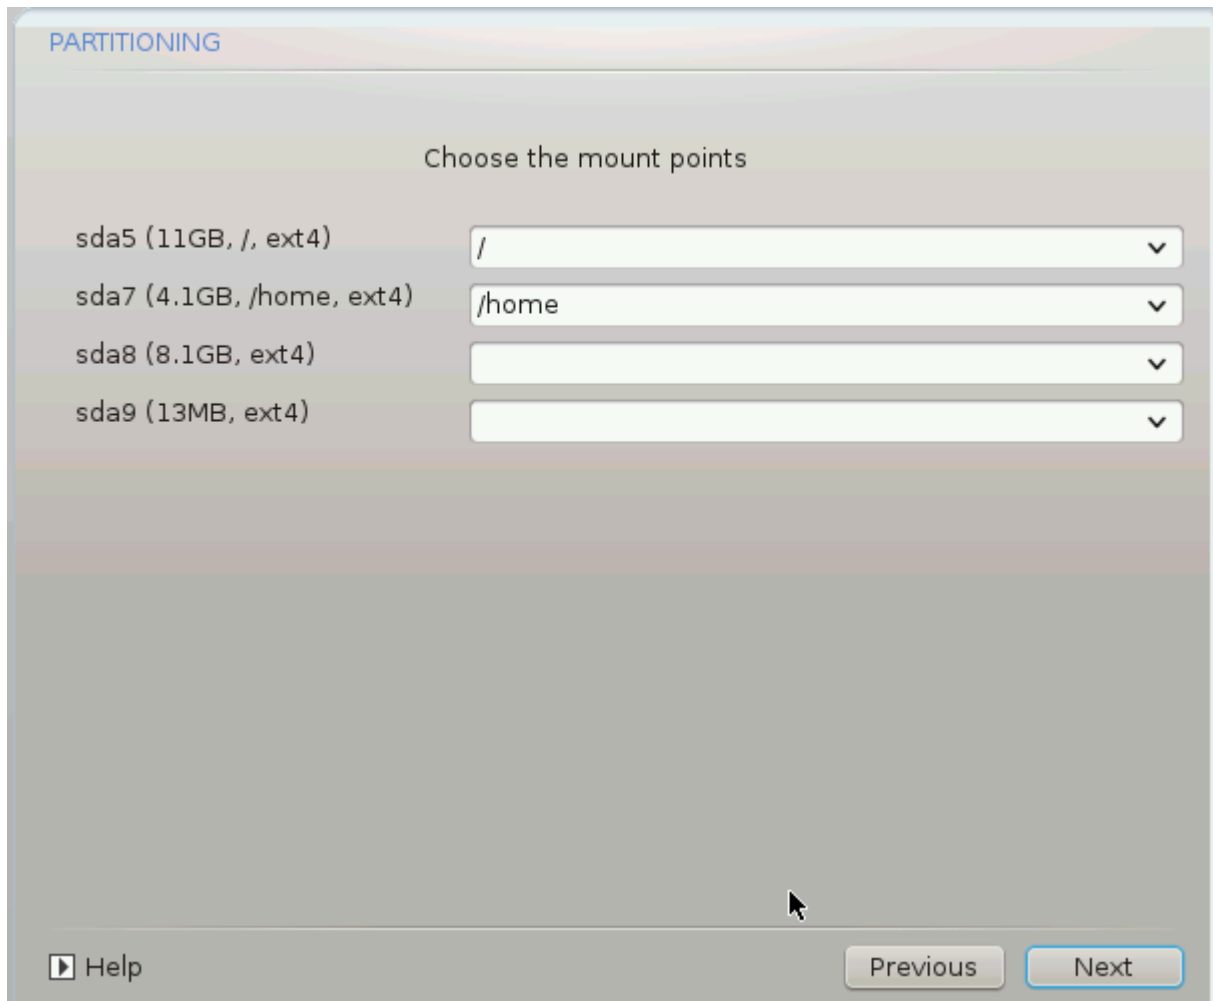 PARTITIONING
Choose the mount points
sda5 (11GB, /, ext4) /
sda7 (4.1GB, /home, ext4) /home
sda8 (8.1GB, ext4)
sda9 (13MB, ext4)
Help Previous Next